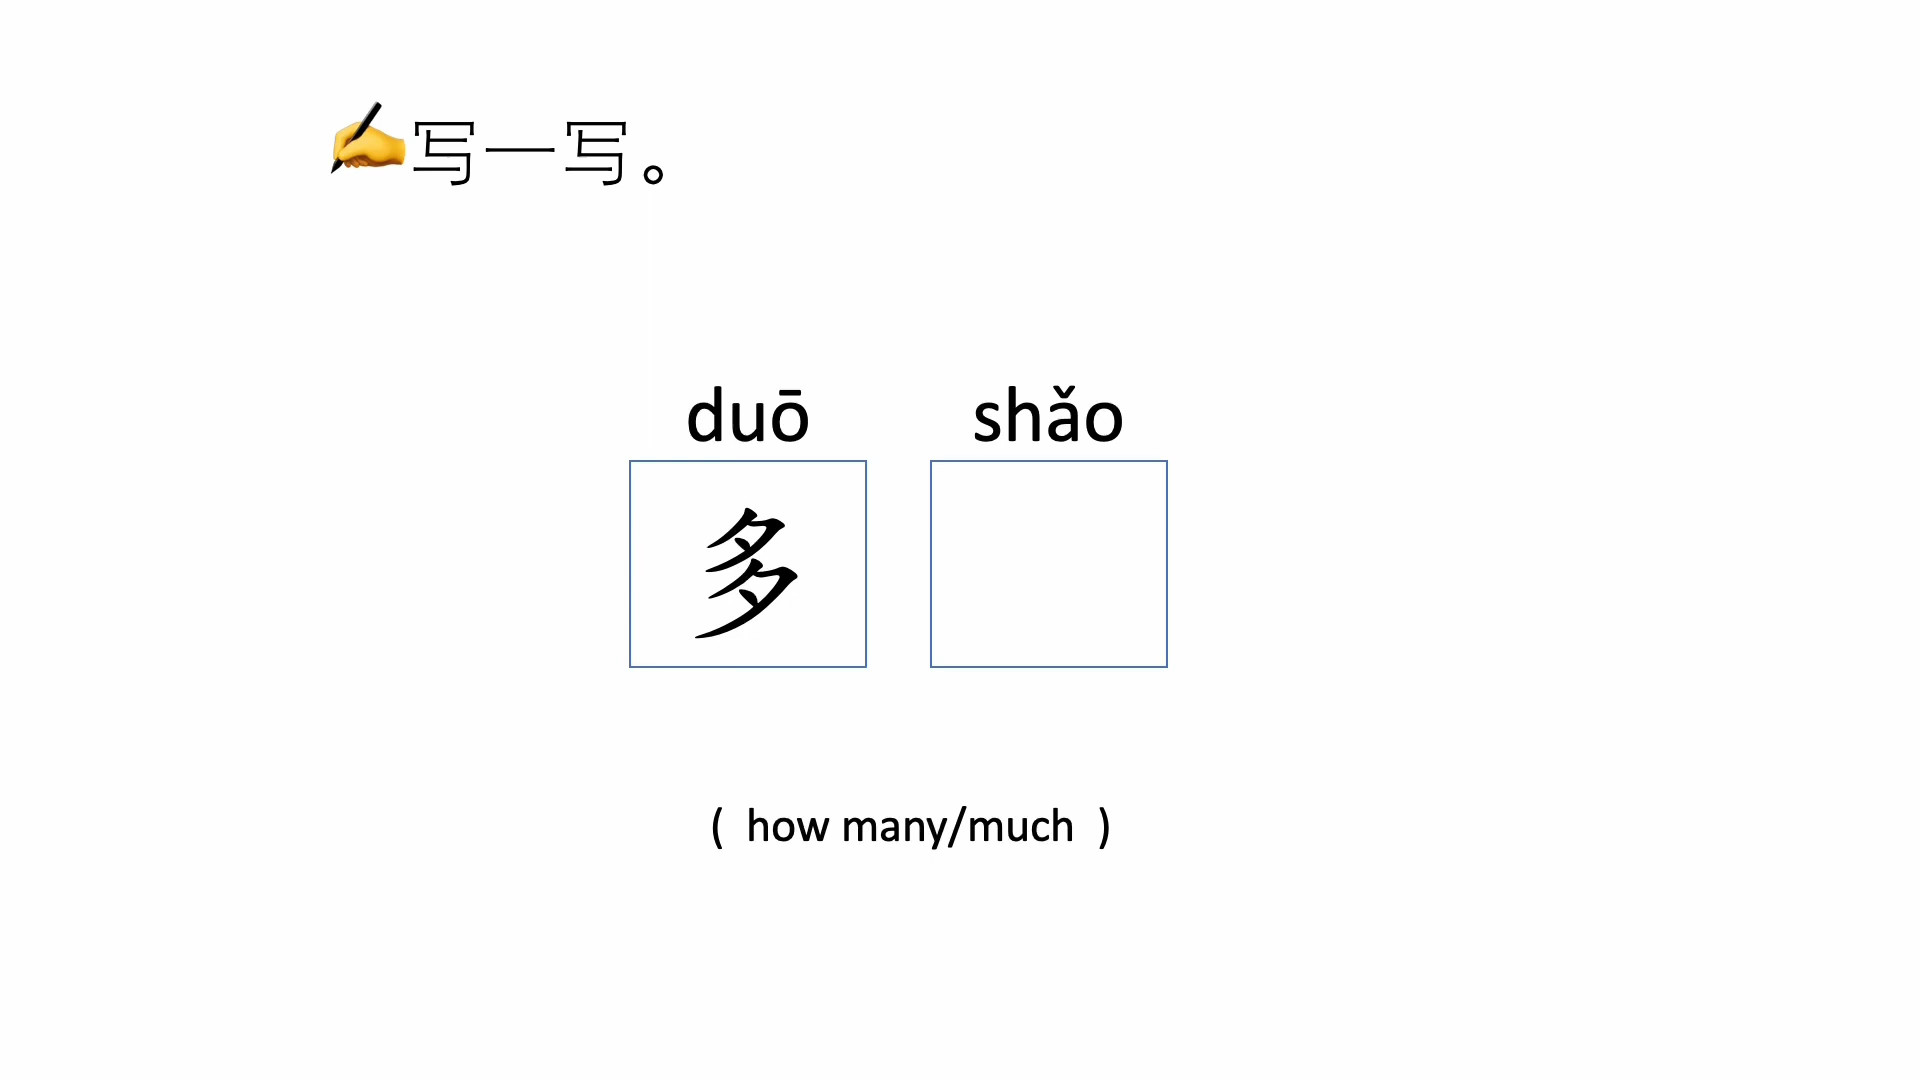 ✍写一写。
duō shǎo
多
( how many/much )